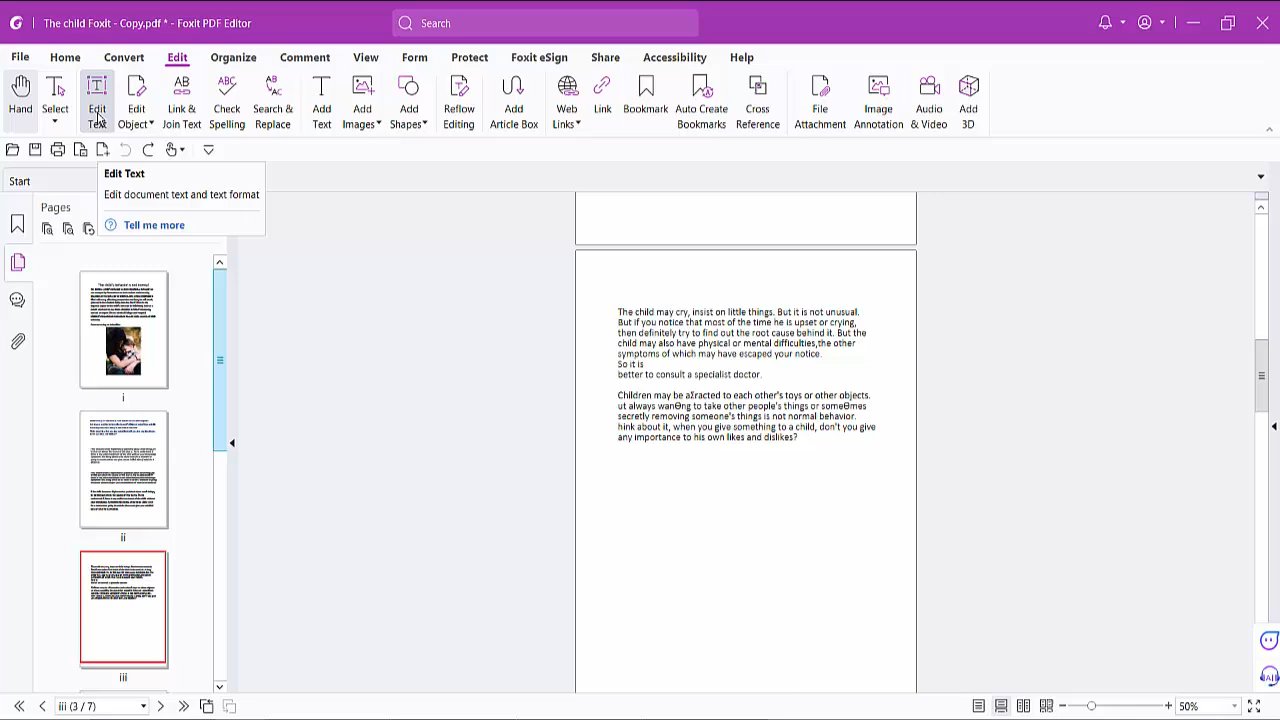 The child Foxit - Copy.pdf * - Foxit PDF Editor
Search
File Home Convert Edit Organize Comment View Form Protect Foxit eSign Share Accessibility Help
Hand
Select
Edit Text
Edit Object
Link & Join Text
Check Spelling
Search & Replace
Add Text
Add Images
Add Shapes
Reflow Editing
Add Article Box
Web Links
Link
Bookmark
Auto Create Bookmarks
Cross Reference
File Attachment
Image Annotation
Audio & Video
Add 3D
Edit Text
Edit document text and text format
Tell me more
Start
Pages
i
ii
iii
The child may cry, insist on little things. But it is not unusual.
But if you notice that most of the time he is upset or crying,
then definitely try to find out the root cause behind it. But the
child may also have physical or mental difficulties,the other
symptoms of which may have escaped your notice.
So it is
better to consult a specialist doctor.
Children may be aƩracted to each other's toys or other objects.
ut always wanƟng to take other people's things or someƟmes
secretly removing someone's things is not normal behavior.
hink about it, when you give something to a child, don't you give
any importance to his own likes and dislikes?
iii (3 / 7)
50%